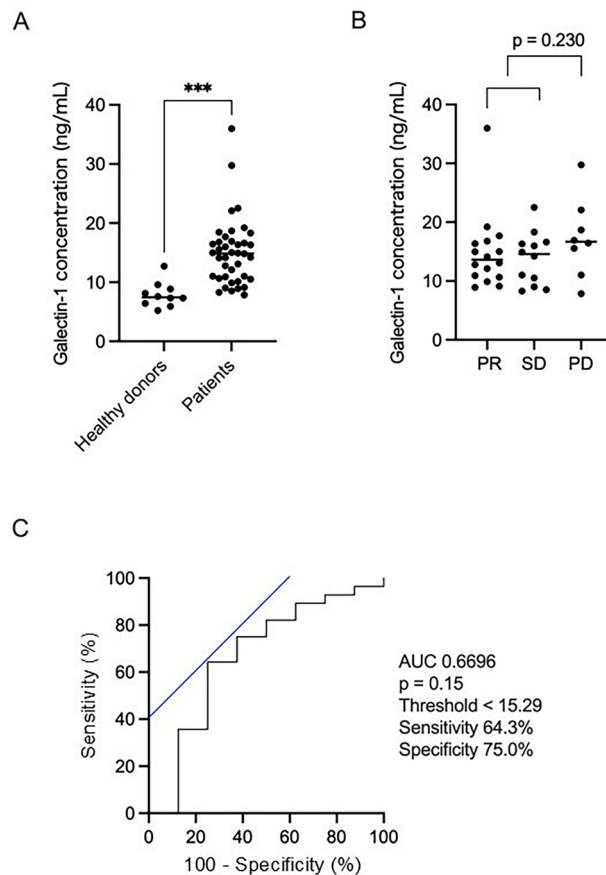 A
***
Galectin-1 concentration (ng/mL)
40
30
20
10
0
Healthy donors
Patients
B
p = 0.230
Galectin-1 concentration (ng/mL)
40
30
20
10
0
PR
SD
PD
C
Sensitivity (%)
100
80
60
40
20
0
0 20 40 60 80 100
100 - Specificity (%)
AUC 0.6696
p = 0.15
Threshold < 15.29
Sensitivity 64.3%
Specificity 75.0%